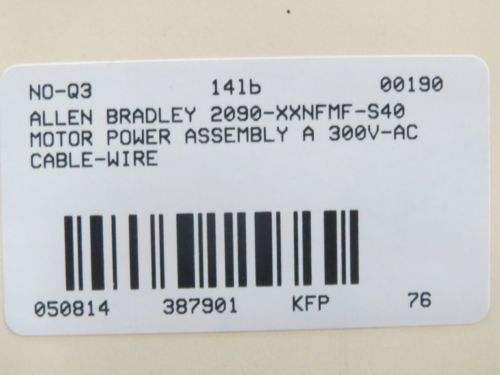 NO-Q3 14lb 00190
ALLEN BRADLEY 2090-XXNFMF-S40
MOTOR POWER ASSEMBLY A 300V-AC
CABLE-WIRE
050814 387901 KFP 76